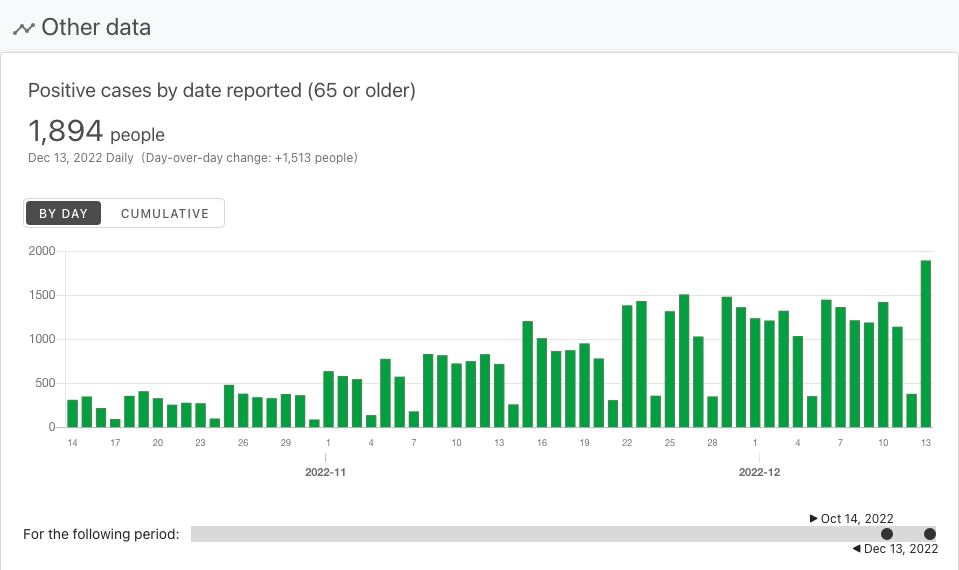 Other data
Positive cases by date reported (65 or older)
1,894 people
Dec 13, 2022 Daily (Day-over-day change: +1,513 people)
BY DAY CUMULATIVE
2000
1500
1000
500
0
14 17 20 23 26 29 1 4 7 10 13 16 19 22 25 28 1 4 7 10 13
2022-11 2022-12
Oct 14, 2022
For the following period:
Dec 13, 2022